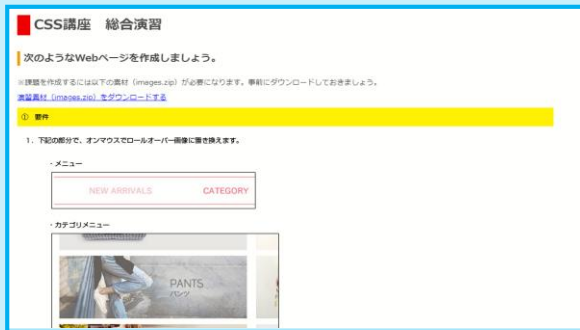 CSS講座 総合演習
次のようなWebページを作成しましょう。
※課題を作成するには以下の素材（images.zip）が必要になります。事前にダウンロードしておきましょう。
演習素材（images.zip）をダウンロードする
① 要件
1. 下記の部分で、オンマウスでロールオーバー画像に置き換えます。
・メニュー
NEW ARRIVALS CATEGORY
・カテゴリメニュー
PANTS
パンツ